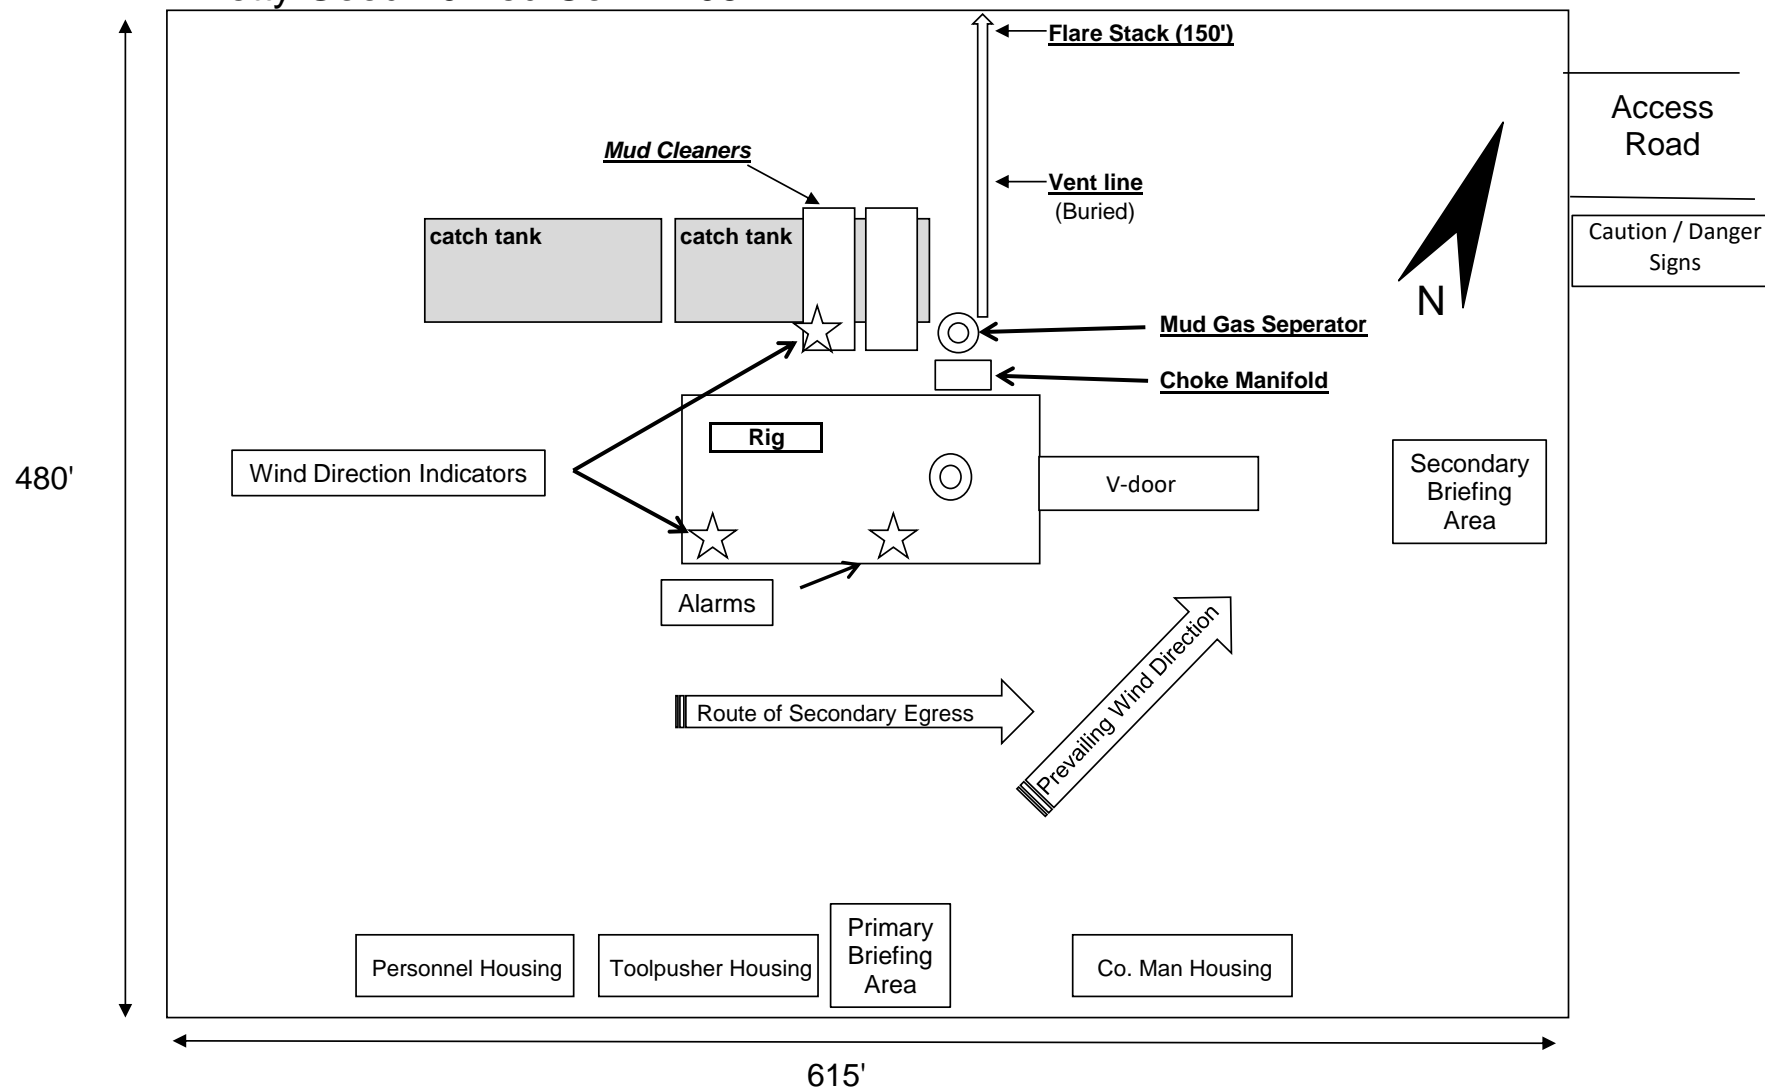 Flare Stack (150')
Access
Road
Mud Cleaners
Vent line
(Buried)
catch tank
catch tank
Caution / Danger
Signs
N
Mud Gas Seperator
Choke Manifold
Rig
Wind Direction Indicators
V-door
Secondary
Briefing
Area
480'
Alarms
Prevailing Wind Direction
Route of Secondary Egress
Primary
Briefing
Area
Personnel Housing
Toolpusher Housing
Co. Man Housing
615'